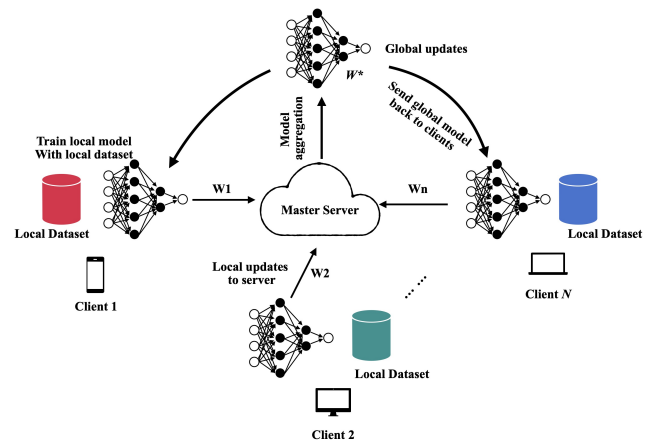 Global updates
W*
Send global model
back to clients
Model
aggregation
Train local model
With local dataset
W1
Wn
Master Server
Local Dataset
Local Dataset
Client 1
Local updates
to server
W2
......
Client N
Local Dataset
Client 2